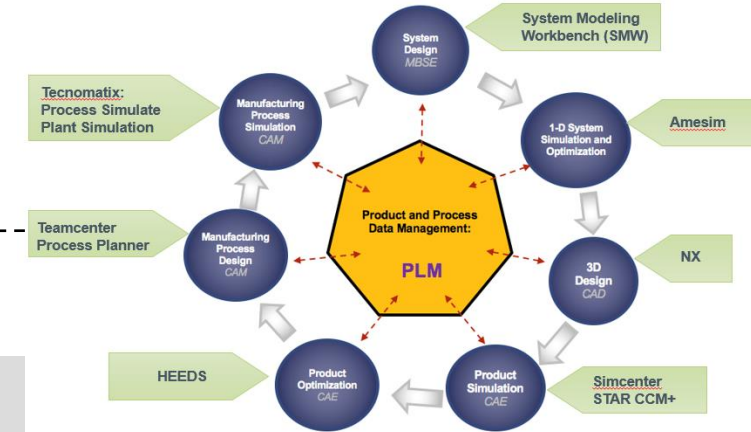 System
Design
MBSE
System Modeling
Workbench (SMW)
1-D System
Simulation and
Optimization
Amesim
3D
Design
CAD
NX
Product
Simulation
CAE
Simcenter
STAR CCM+
Product
Optimization
CAE
HEEDS
Manufacturing
Process
Design
CAM
Teamcenter
Process Planner
Manufacturing
Process
Simulation
CAM
Tecnomatix:
Process Simulate
Plant Simulation
Product and Process
Data Management:
PLM